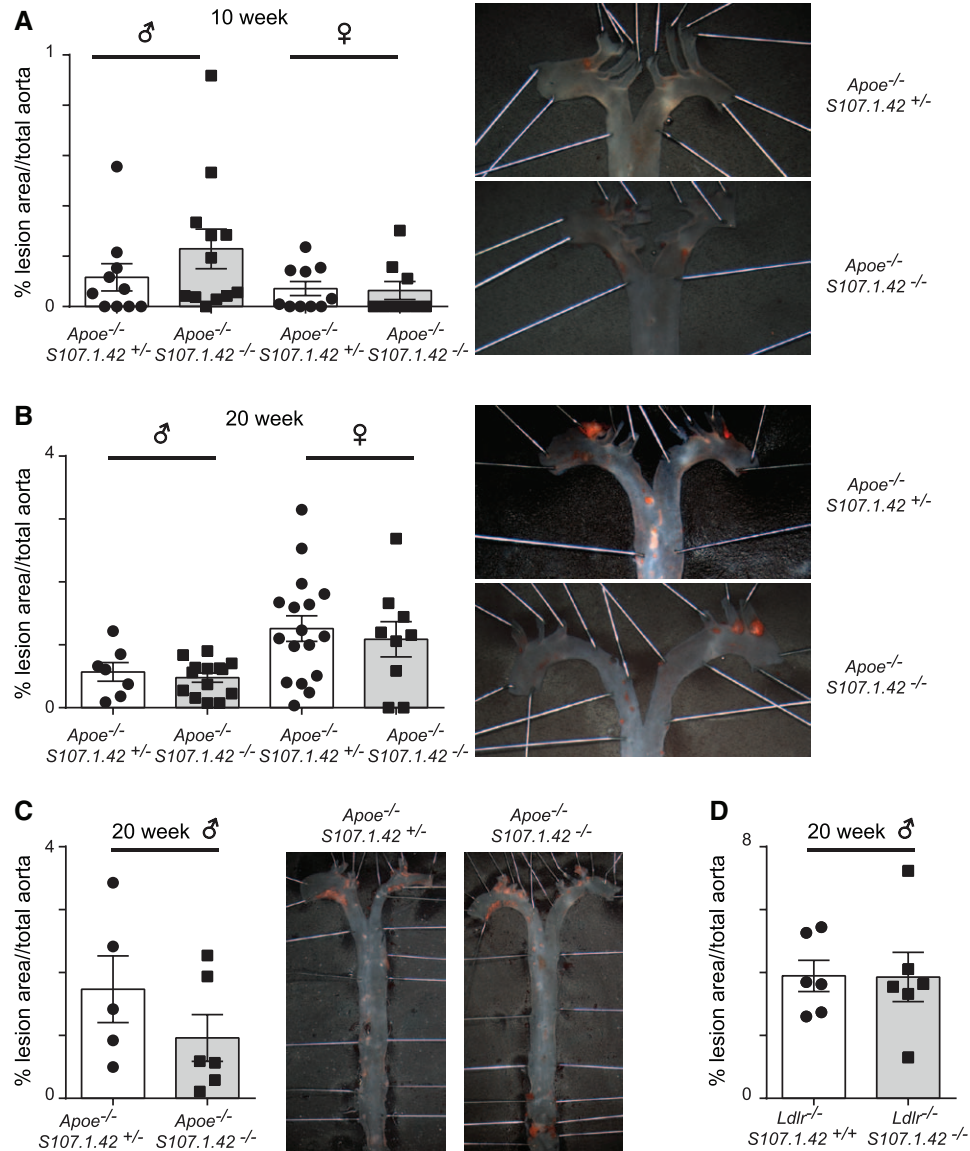 A
10 week
♂ ♀
% lesion area//total aorta
1
0
Apoe-/- Apoe-/- Apoe-/- Apoe-/-
S107.1.42 +/- S107.1.42 -/- S107.1.42 +/- S107.1.42 -/-
Apoe-/-
S107.1.42 +/-
Apoe-/-
S107.1.42 -/-
B
20 week
♂ ♀
% lesion area//total aorta
4
0
Apoe-/- Apoe-/- Apoe-/- Apoe-/-
S107.1.42 +/- S107.1.42 -/- S107.1.42 +/- S107.1.42 -/-
Apoe-/-
S107.1.42 +/-
Apoe-/-
S107.1.42 -/-
C
20 week ♂
% lesion area//total aorta
4
0
Apoe-/- Apoe-/-
S107.1.42 +/- S107.1.42 -/-
Apoe-/- Apoe-/-
S107.1.42 +/- S107.1.42 -/-
D
20 week ♂
% lesion area//total aorta
8
0
Ldlr-/- Ldlr-/-
S107.1.42 +/+ S107.1.42 -/-